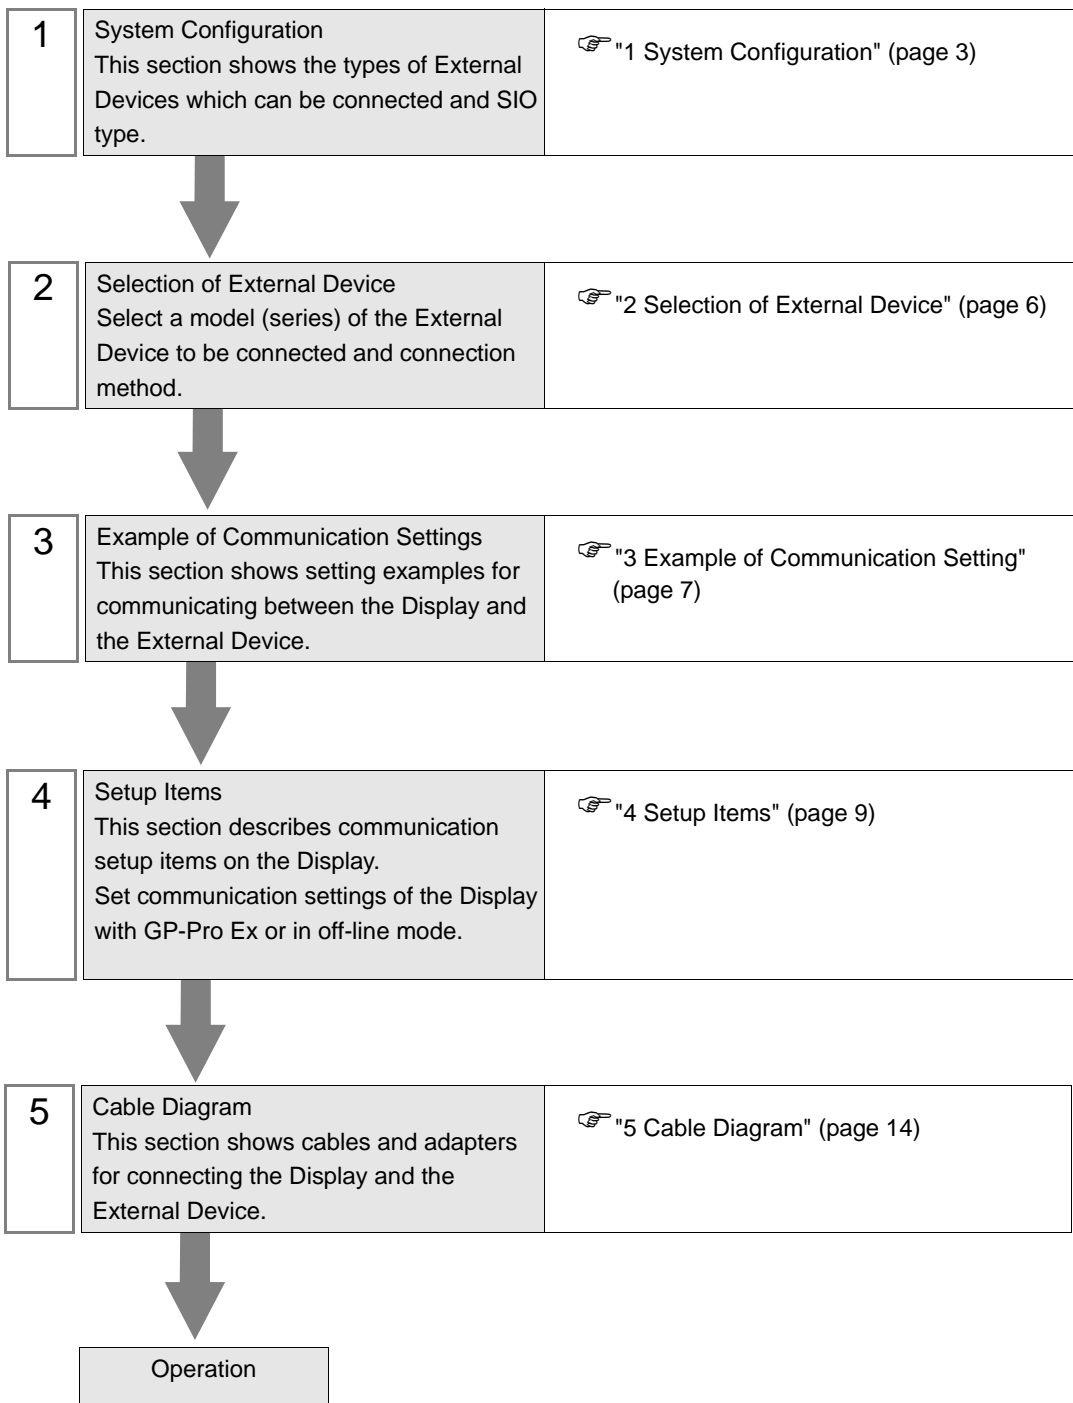 1
System Configuration
This section shows the types of External
Devices which can be connected and SIO
type.
"1 System Configuration" (page 3)
2
Selection of External Device
Select a model (series) of the External
Device to be connected and connection
method.
"2 Selection of External Device" (page 6)
3
Example of Communication Settings
This section shows setting examples for
communicating between the Display and
the External Device.
"3 Example of Communication Setting"
(page 7)
4
Setup Items
This section describes communication
setup items on the Display.
Set communication settings of the Display
with GP-Pro Ex or in off-line mode.
"4 Setup Items" (page 9)
5
Cable Diagram
This section shows cables and adapters
for connecting the Display and the
External Device.
"5 Cable Diagram" (page 14)
Operation